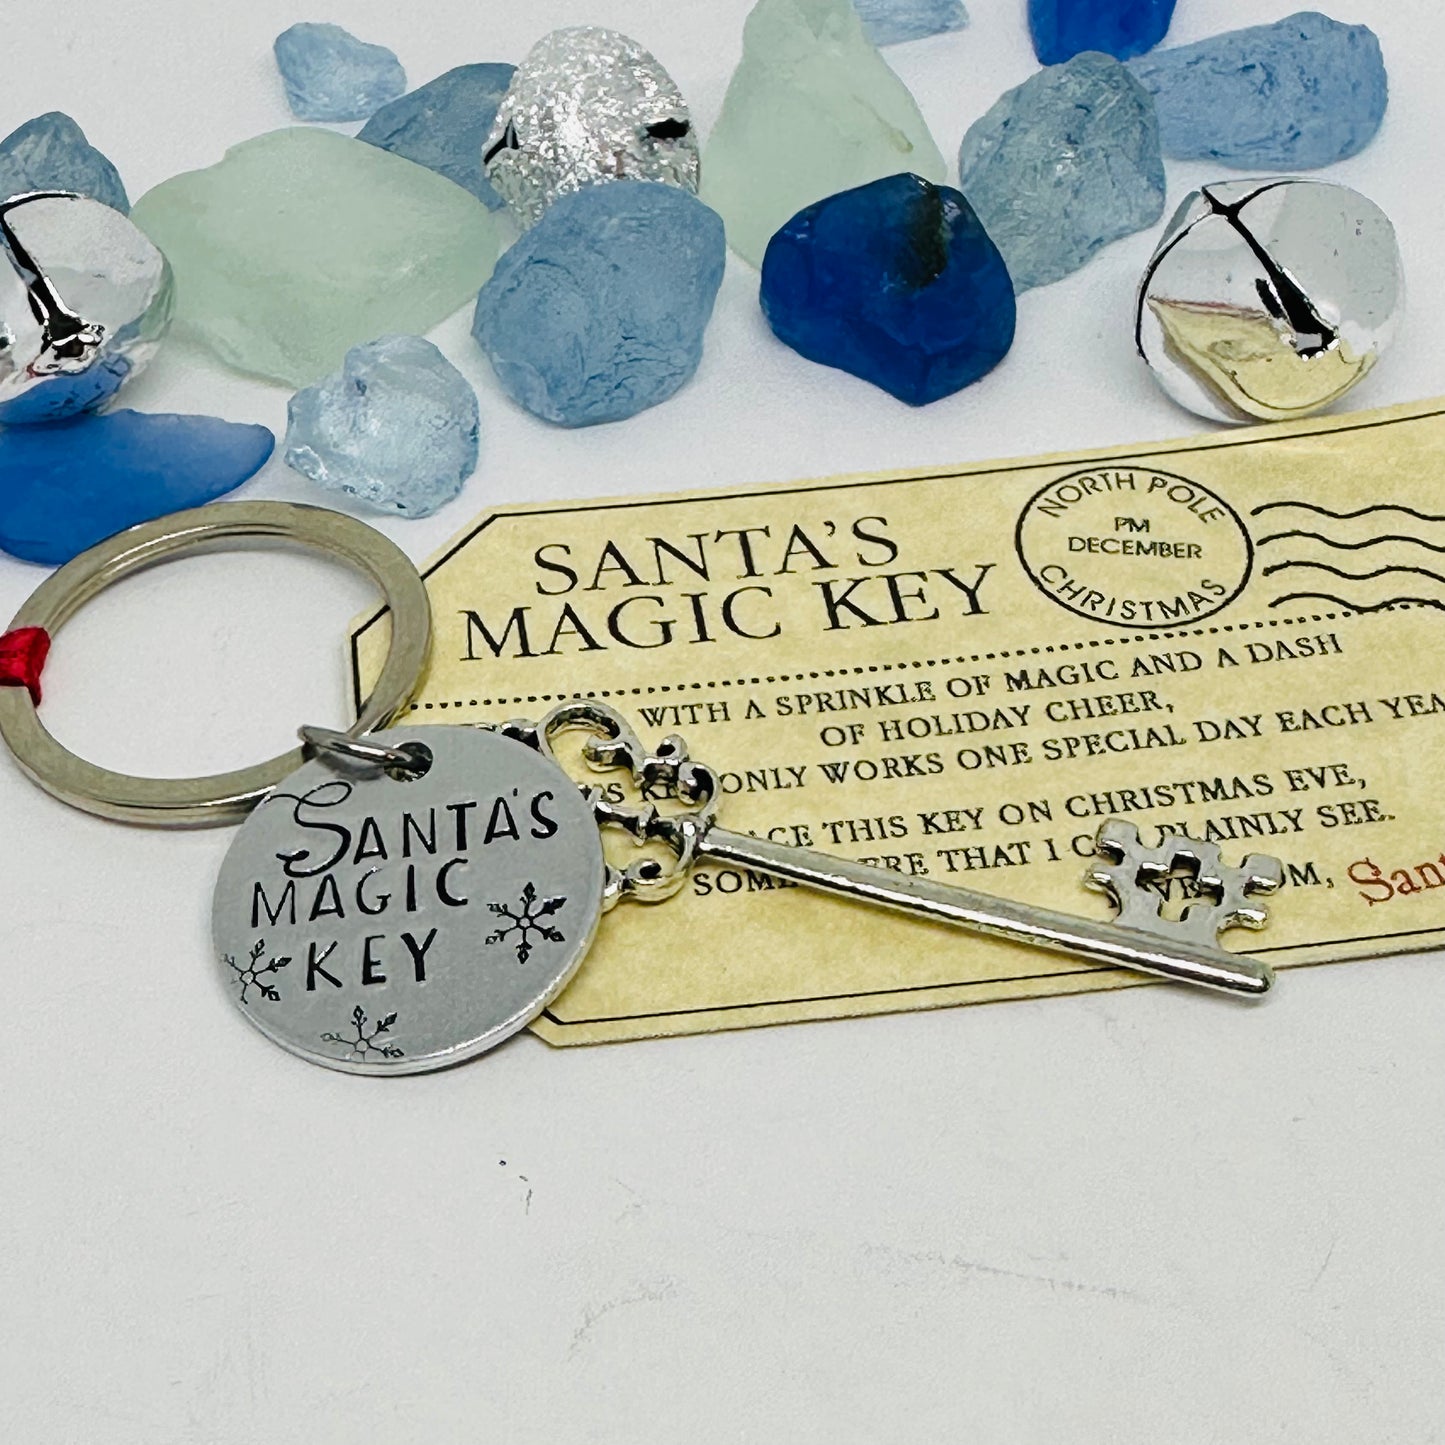 SANTA'S
MAGIC KEY
NORTH POLE
PM
DECEMBER
CHRISTMAS
WITH A SPRINKLE OF MAGIC AND A DASH
OF HOLIDAY CHEER,
ONLY WORKS ONE SPECIAL DAY EACH
THIS KEY ON CHRISTMAS EVE,
THAT I PLAINLY SEE.
SANTA'S
MAGIC
KEY